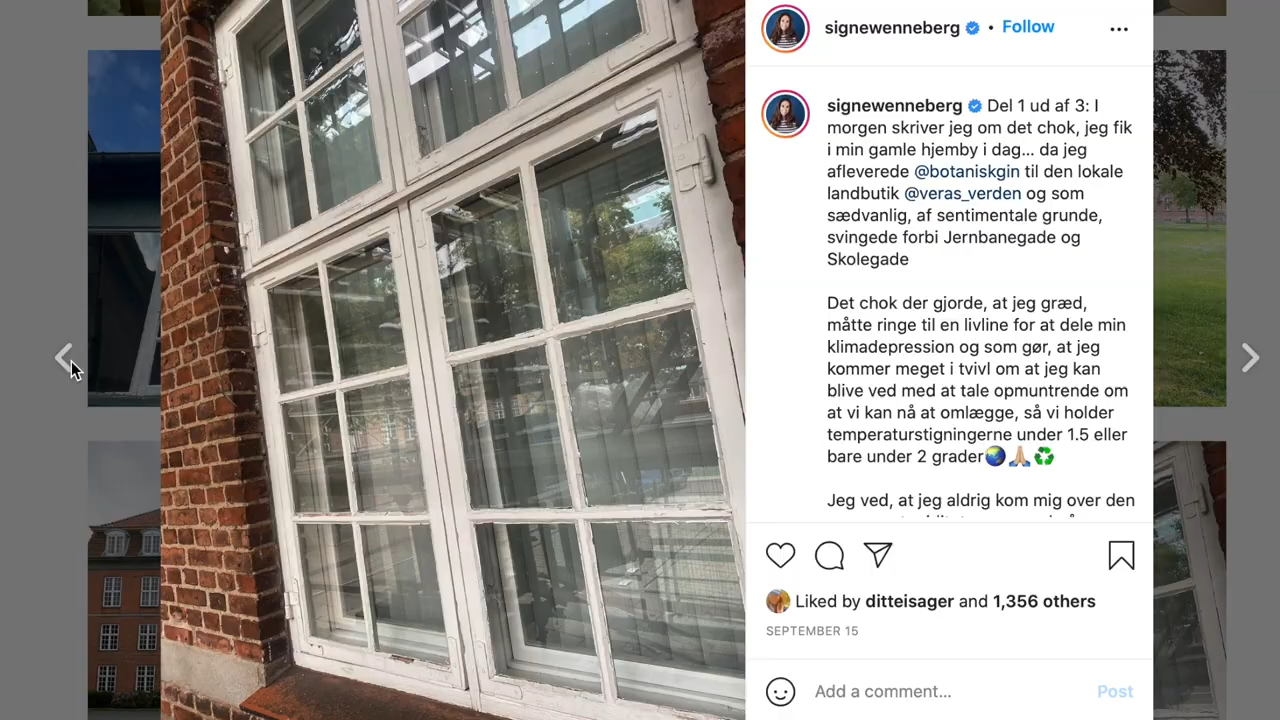 signewenneberg • Follow
signewenneberg Del 1 ud af 3: I
morgen skriver jeg om det chok, jeg fik
i min gamle hjemby i dag... da jeg
afleverede @botaniskgin til den lokale
landbutik @veras_verden og som
sædvanlig, af sentimentale grunde,
svingede forbi Jernbanegade og
Skolegade
Det chok der gjorde, at jeg græd,
måtte ringe til en livline for at dele min
klimadepression og som gør, at jeg
kommer meget i tvivl om at jeg kan
blive ved med at tale opmuntrende om
at vi kan nå at omlægge, så vi holder
temperaturstigningerne under 1.5 eller
bare under 2 grader🌏🙏🏼♻️
Jeg ved, at jeg aldrig kom mig over den
Liked by ditteisager and 1,356 others
SEPTEMBER 15
Add a comment... Post